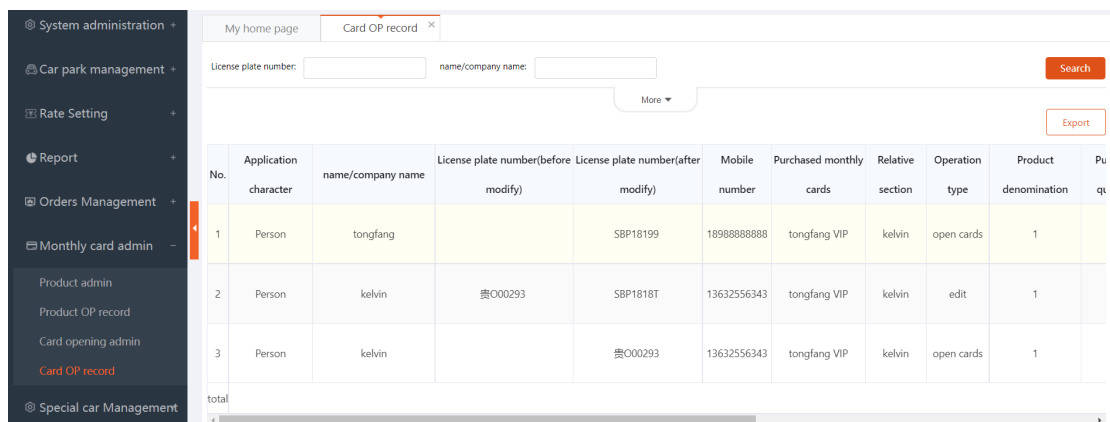 System administration +
Car park management +
Rate Setting +
Report +
Orders Management +
Monthly card admin −
Product admin
Product OP record
Card opening admin
Card OP record
Special car Management
My home page
Card OP record ×
License plate number:
name/company name:
Search
More ▼
Export
No. Application character name/company name License plate number(before modify) License plate number(after modify) Mobile number Purchased monthly cards Relative section Operation type Product denomination Pu qu
1 Person tongfang SBP18199 18988888888 tongfang VIP kelvin open cards 1
2 Person kelvin 贵O00293 SBP1818T 13632556343 tongfang VIP kelvin edit 1
3 Person kelvin 贵O00293 13632556343 tongfang VIP kelvin open cards 1
total